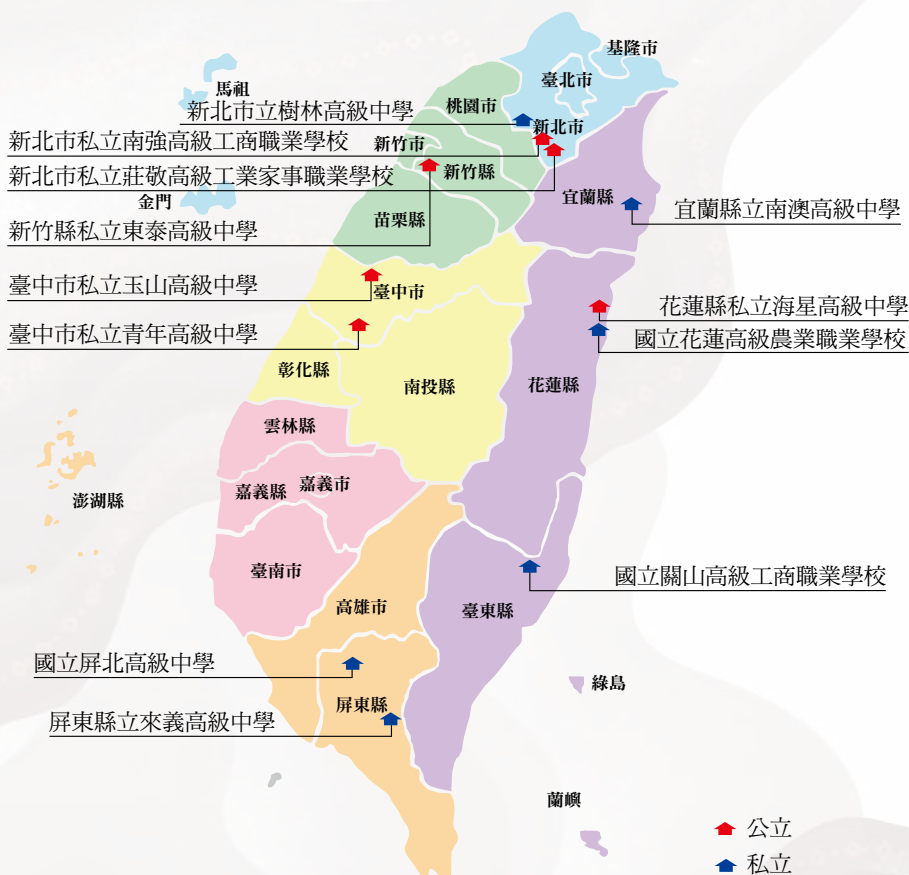 基隆市
臺北市
馬祖
桃園市
新北市立樹林高級中學
新北市
新北市私立南強高級工商職業學校
新竹市
新竹縣
新北市私立莊敬高級工業家事職業學校
金門
宜蘭縣
宜蘭縣立南澳高級中學
苗栗縣
新竹縣私立東泰高級中學
臺中市私立玉山高級中學
臺中市
花蓮縣私立海星高級中學
臺中市私立青年高級中學
國立花蓮高級農業職業學校
彰化縣
南投縣
花蓮縣
雲林縣
嘉義縣
嘉義市
澎湖縣
臺南市
國立關山高級工商職業學校
高雄市
臺東縣
國立屏北高級中學
綠島
屏東縣
屏東縣立來義高級中學
蘭嶼
公立
私立